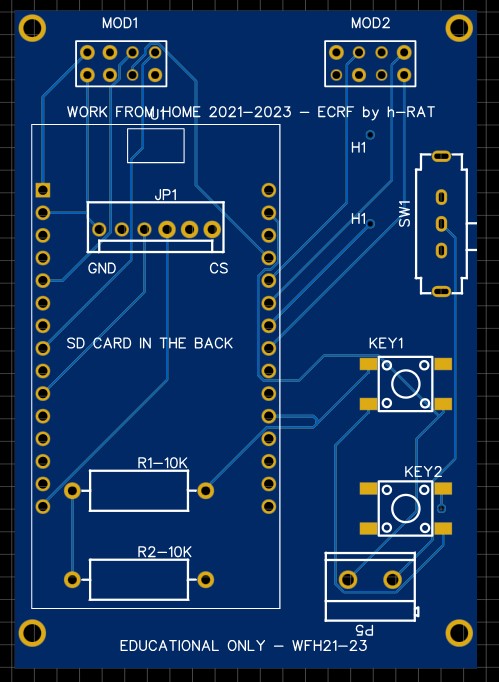 MOD1
MOD2
WORK FROM HOME 2021-2023 - ECRF by h-RAT
U1
H1
JP1
SW1
H1
GND
CS
SD CARD IN THE BACK
KEY1
R1-10K
KEY2
R2-10K
P5
EDUCATIONAL ONLY - WFH21-23